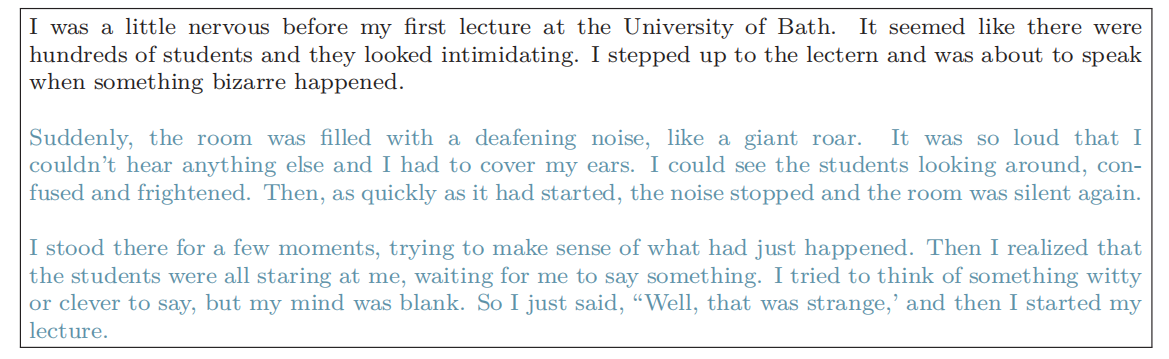 I was a little nervous before my first lecture at the University of Bath. It seemed like there were
hundreds of students and they looked intimidating. I stepped up to the lectern and was about to speak
when something bizarre happened.
Suddenly, the room was filled with a deafening noise, like a giant roar. It was so loud that I
couldn't hear anything else and I had to cover my ears. I could see the students looking around, con-
fused and frightened. Then, as quickly as it had started, the noise stopped and the room was silent again.
I stood there for a few moments, trying to make sense of what had just happened. Then I realized that
the students were all staring at me, waiting for me to say something. I tried to think of something witty
or clever to say, but my mind was blank. So I just said, “Well, that was strange,’ and then I started my
lecture.